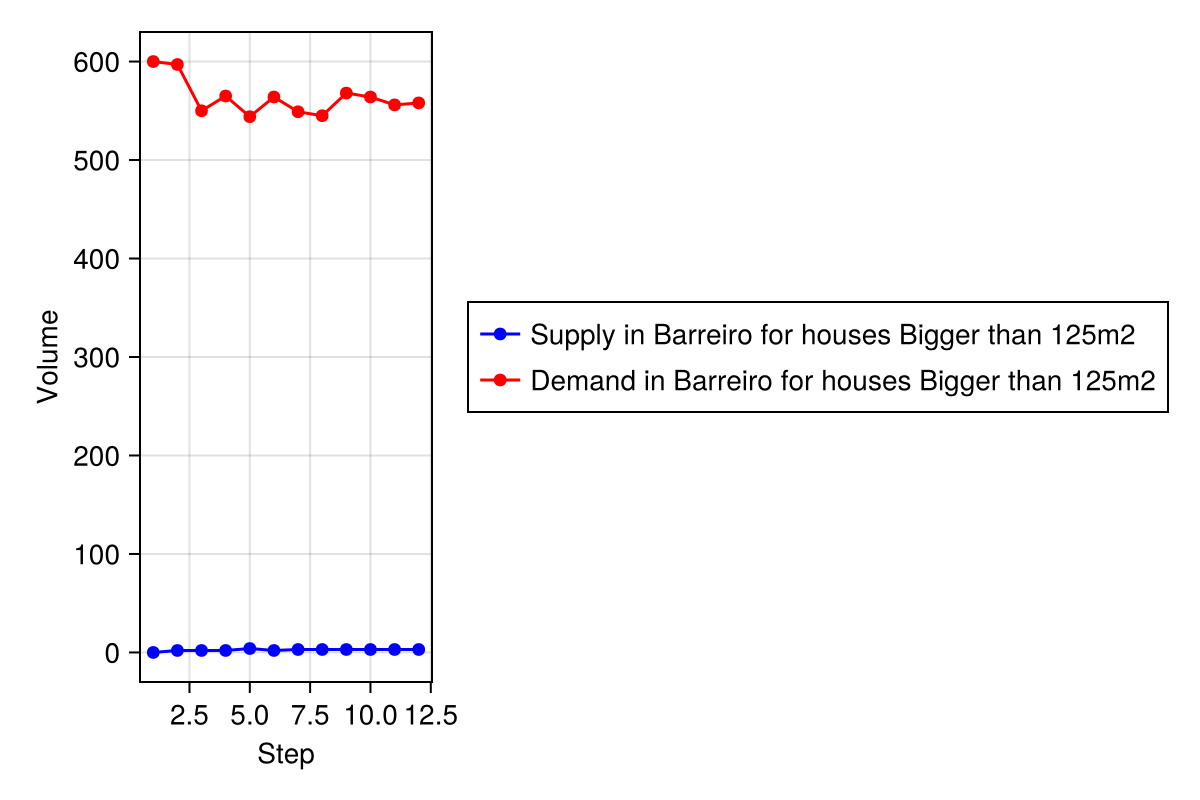 600
500
400
300
200
100
0
Volume
2.5 5.0 7.5 10.0 12.5
Step
Supply in Barreiro for houses Bigger than 125m2
Demand in Barreiro for houses Bigger than 125m2